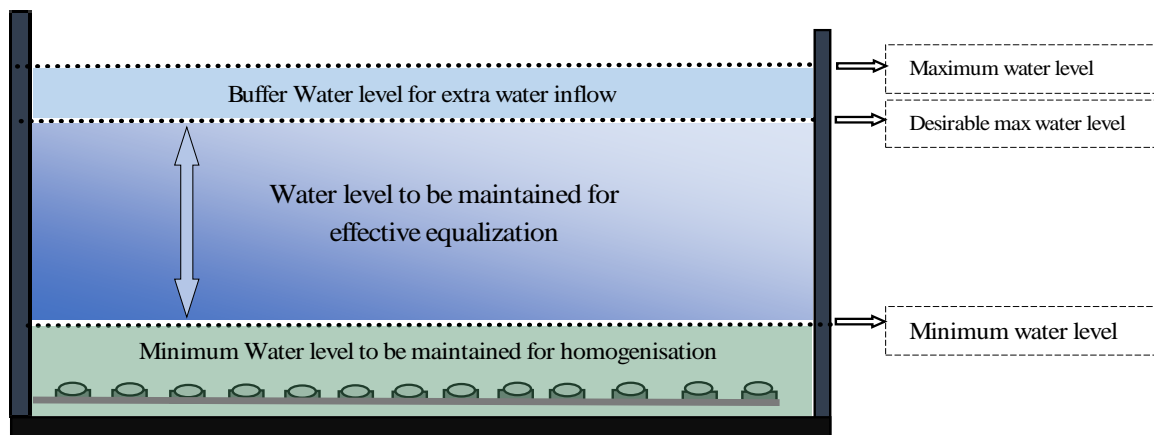 Maximum water level
Buffer Water level for extra water inflow
Desirable max water level
Water level to be maintained for
effective equalization
Minimum water level
Minimum Water level to be maintained for homogenisation